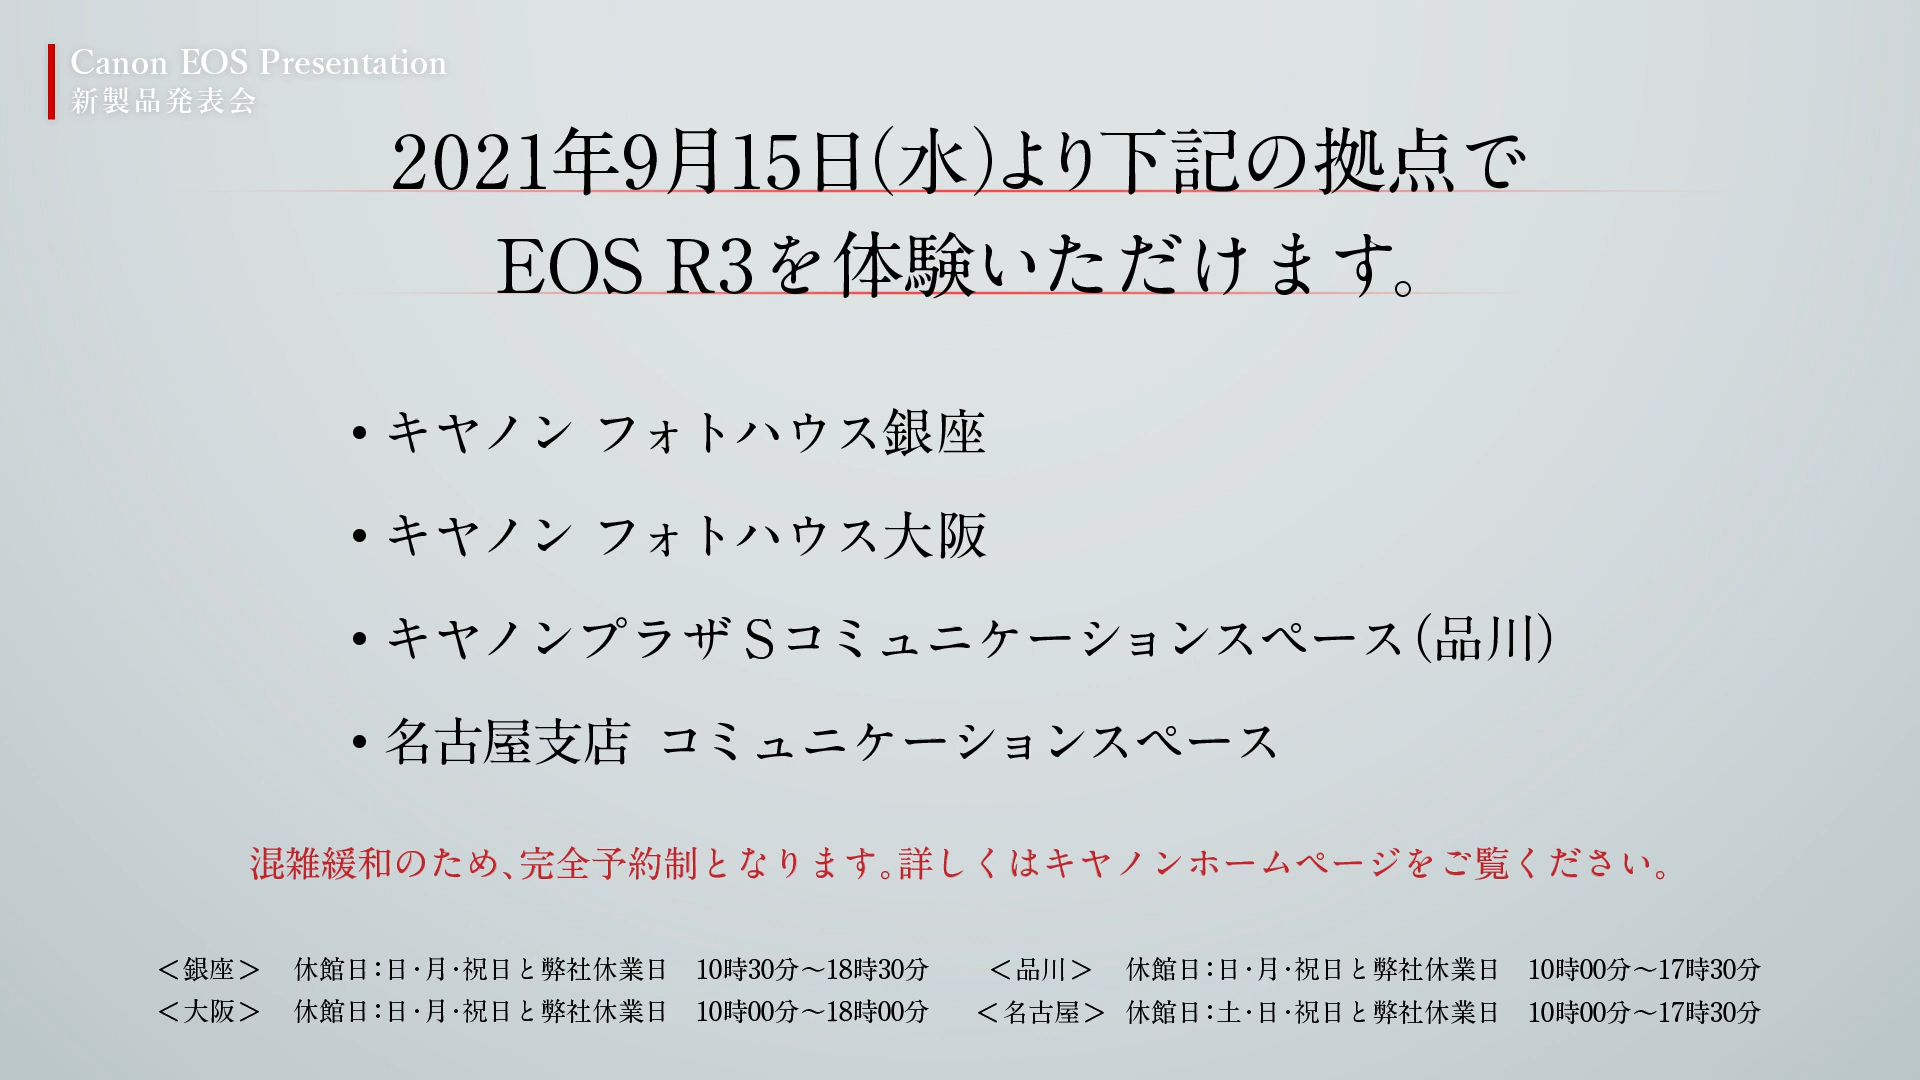 Canon EOS Presentation
新製品発表会
2021年9月15日(水)より下記の拠点で
EOS R3を体験いただけます。
・キヤノン フォトハウス銀座
・キヤノン フォトハウス大阪
・キヤノンプラザSコミュニケーションスペース(品川)
・名古屋支店 コミュニケーションスペース
混雑緩和のため、完全予約制となります。詳しくはキヤノンホームページをご覧ください。
＜銀座＞ 休館日：日・月・祝日と弊社休業日 10時30分〜18時30分 ＜品川＞ 休館日：日・月・祝日と弊社休業日 10時00分〜17時30分
＜大阪＞ 休館日：日・月・祝日と弊社休業日 10時00分〜18時00分 ＜名古屋＞ 休館日：土・日・祝日と弊社休業日 10時00分〜17時30分